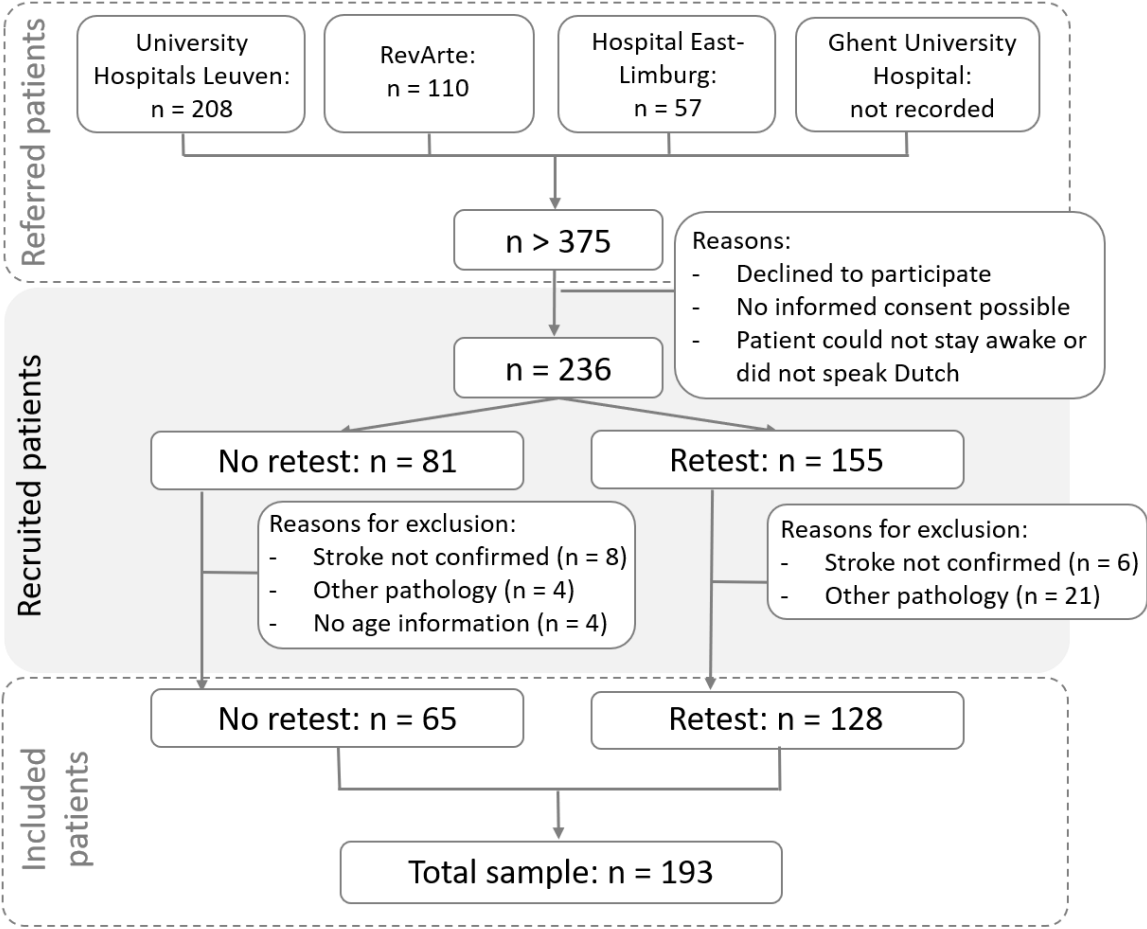 Referred patients
University
Hospitals Leuven:
n = 208
RevArte:
n = 110
Hospital East-
Limburg:
n = 57
Ghent University
Hospital:
not recorded
n > 375
Reasons:
- Declined to participate
- No informed consent possible
- Patient could not stay awake or
did not speak Dutch
Recruited patients
n = 236
No retest: n = 81
Retest: n = 155
Reasons for exclusion:
- Stroke not confirmed (n = 8)
- Other pathology (n = 4)
- No age information (n = 4)
Reasons for exclusion:
- Stroke not confirmed (n = 6)
- Other pathology (n = 21)
Included
patients
No retest: n = 65
Retest: n = 128
Total sample: n = 193